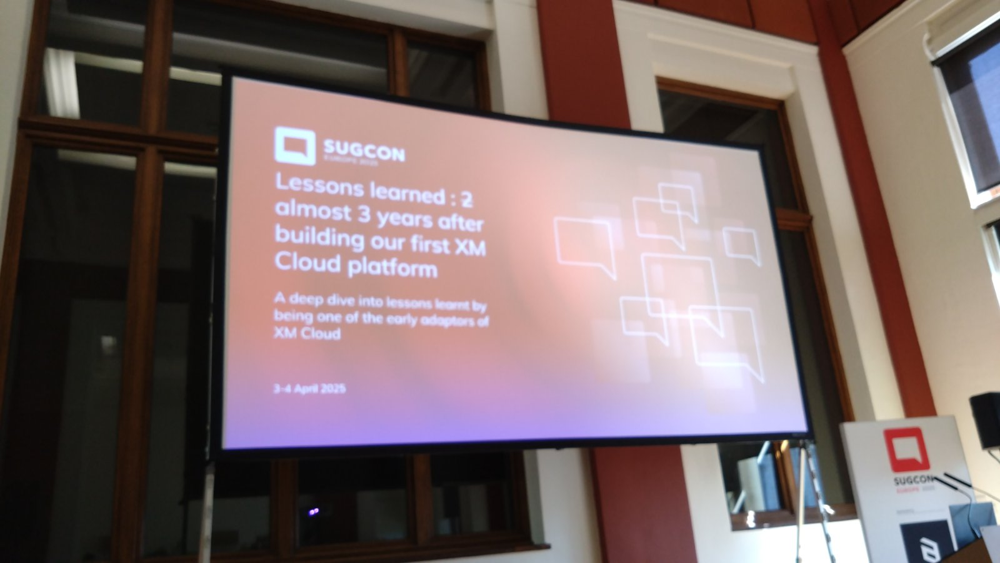 SUGCON
EUROPE 2025
Lessons learned : 2
almost 3 years after
building our first XM
Cloud platform
A deep dive into lessons learnt by
being one of the early adaptors of
XM Cloud
3-4 April 2025
SUGCON
EUROPE 2025